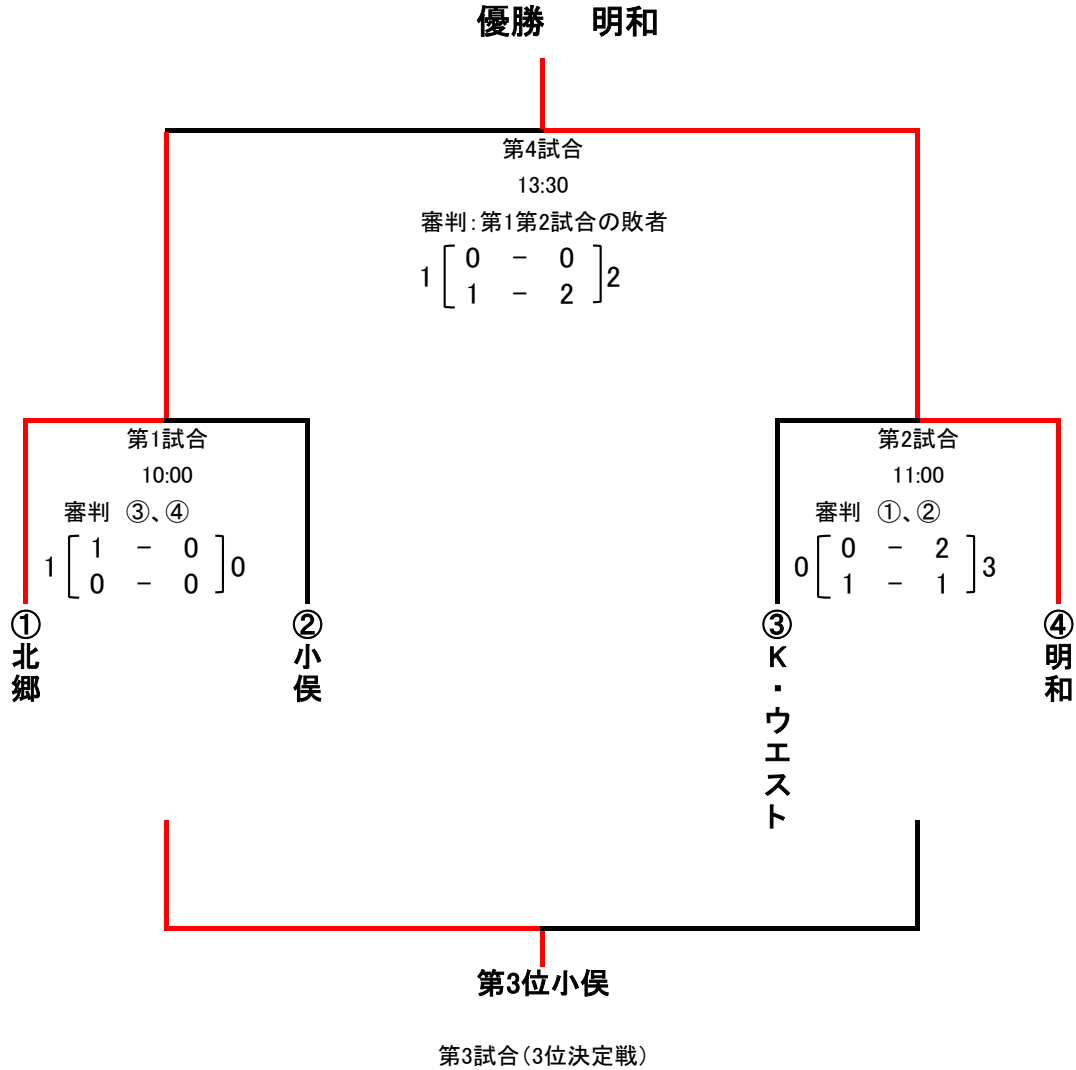 優勝　明和
第4試合
13:30
審判：第1第2試合の敗者
1 [ 0 － 0 ] 2
1 － 2
第1試合
10:00
審判　③、④
1 [ 1 － 0 ] 0
0 － 0
第2試合
11:00
審判　①、②
0 [ 0 － 2 ] 3
1 － 1
①北郷
②小俣
③K・ウエスト
④明和
第3位小俣
第3試合（3位決定戦）